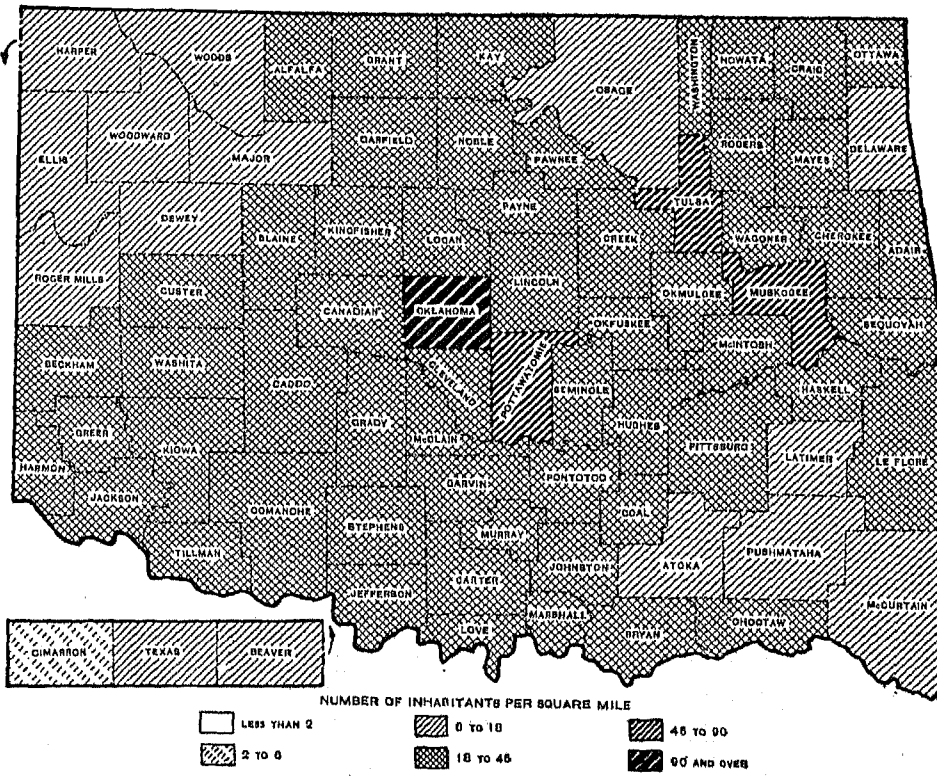 HARPER
WOODS
ALFALFA
GRANT
KAY
OSAGE
WASHINGTON
NOWATA
CRAIG
OTTAWA
ELLIS
WOODWARD
MAJOR
GARFIELD
NOBLE
PAWNEE
ROGERS
MAYES
DELAWARE
TULSA
DEWEY
BLAINE
KINGFISHER
LOGAN
PAYNE
CREEK
WAGONER
CHEROKEE
ADAIR
ROGER MILLS
CUSTER
CANADIAN
OKLAHOMA
LINCOLN
OKFUSKEE
OKMULGEE
MUSKOGEE
SEQUOYAH
BECKHAM
WASHITA
CADDO
GRADY
CLEVELAND
POTTAWATOMIE
SEMINOLE
McINTOSH
HASKELL
GREER
HARMON
KIOWA
JACKSON
McCLAIN
GARVIN
HUGHES
PITTSBURG
LATIMER
LE FLORE
PONTOTOC
COAL
COMANCHE
STEPHENS
MURRAY
JOHNSTON
ATOKA
PUSHMATAHA
TILLMAN
JEFFERSON
CARTER
LOVE
MARSHALL
BRYAN
CHOCTAW
McCURTAIN
CIMARRON
TEXAS
BEAVER
NUMBER OF INHABITANTS PER SQUARE MILE
LESS THAN 2
2 TO 6
6 TO 18
18 TO 45
45 TO 90
90 AND OVER